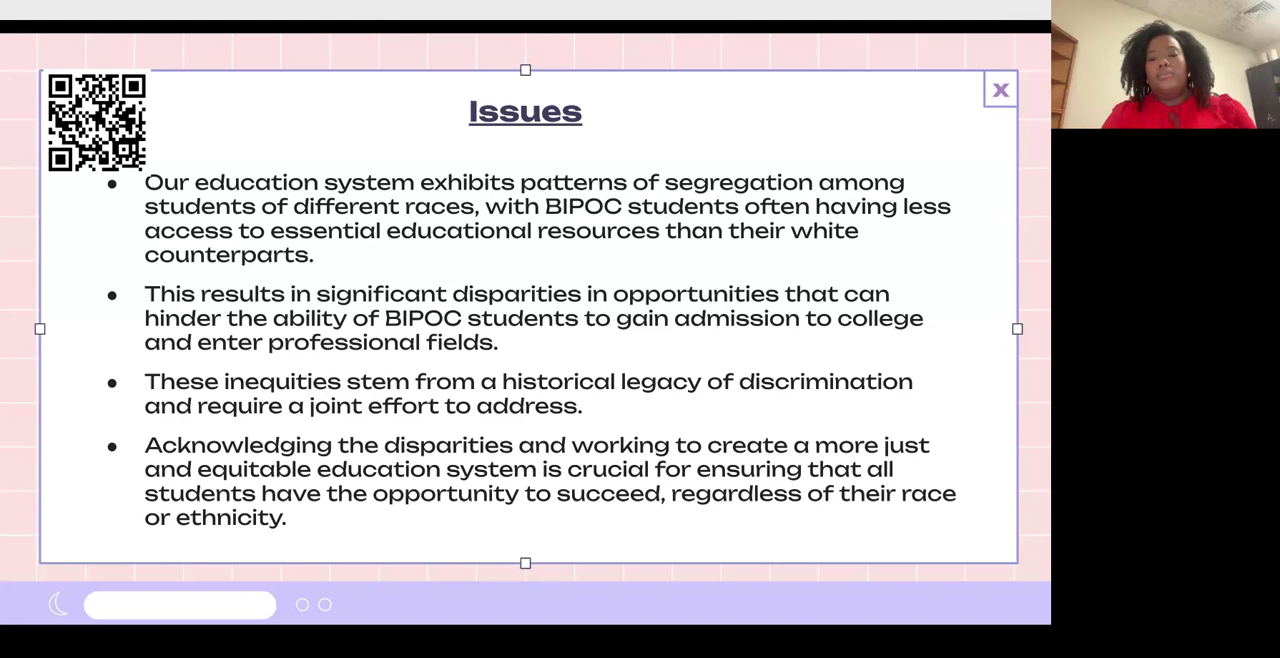 Issues
X
● Our education system exhibits patterns of segregation among
students of different races, with BIPOC students often having less
access to essential educational resources than their white
counterparts.
● This results in significant disparities in opportunities that can
hinder the ability of BIPOC students to gain admission to college
and enter professional fields.
● These inequities stem from a historical legacy of discrimination
and require a joint effort to address.
● Acknowledging the disparities and working to create a more just
and equitable education system is crucial for ensuring that all
students have the opportunity to succeed, regardless of their race
or ethnicity.